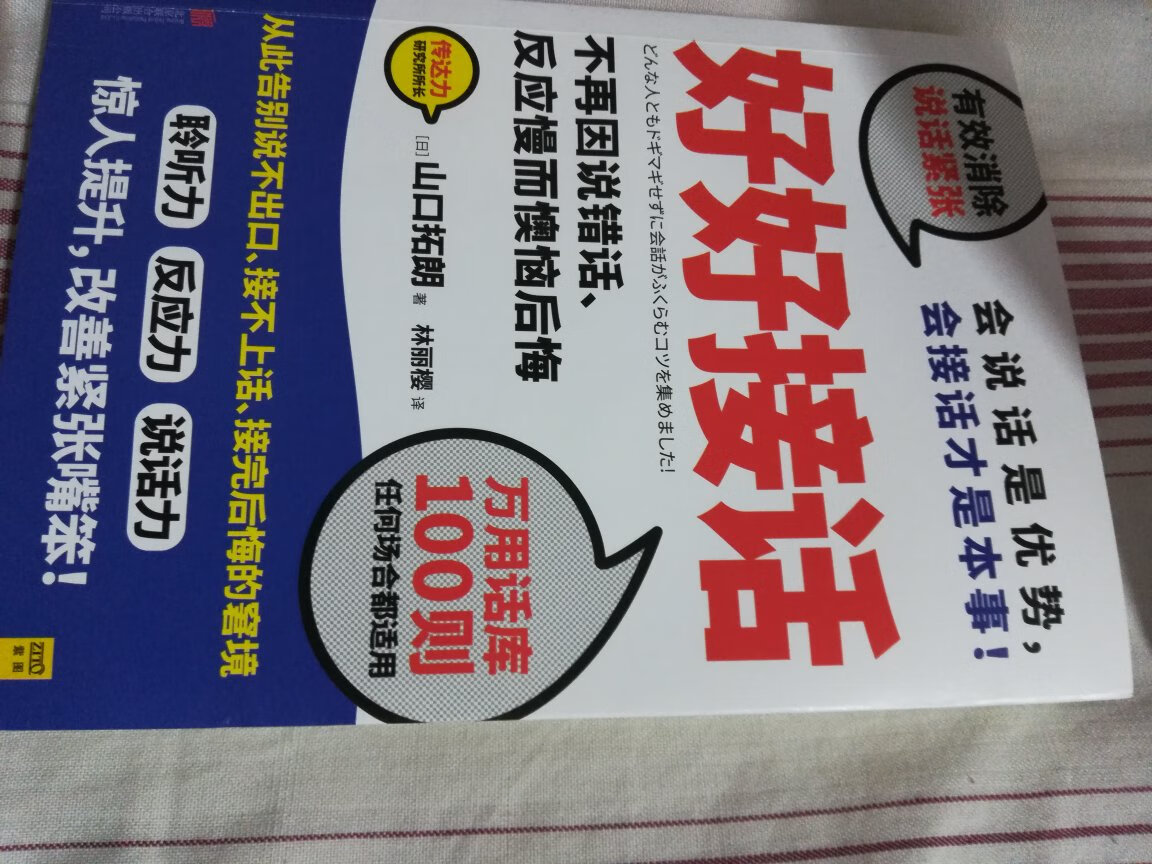 会说话是优势，
会接话才是本事！
有效消除
说话紧张
好好接话
どんな人ともドギマギせずに会話がふくらむコツを集めました!
不再因说错话、
反应慢而懊恼后悔
传达力
研究所所长
[日] 山口拓朗 著 林丽樱 译
万用话库
100则
任何场合都适用
从此告别说不出口、接不上话、接完后悔的窘境
聆听力 反应力 说话力
惊人提升，改善紧张嘴笨！
紫图